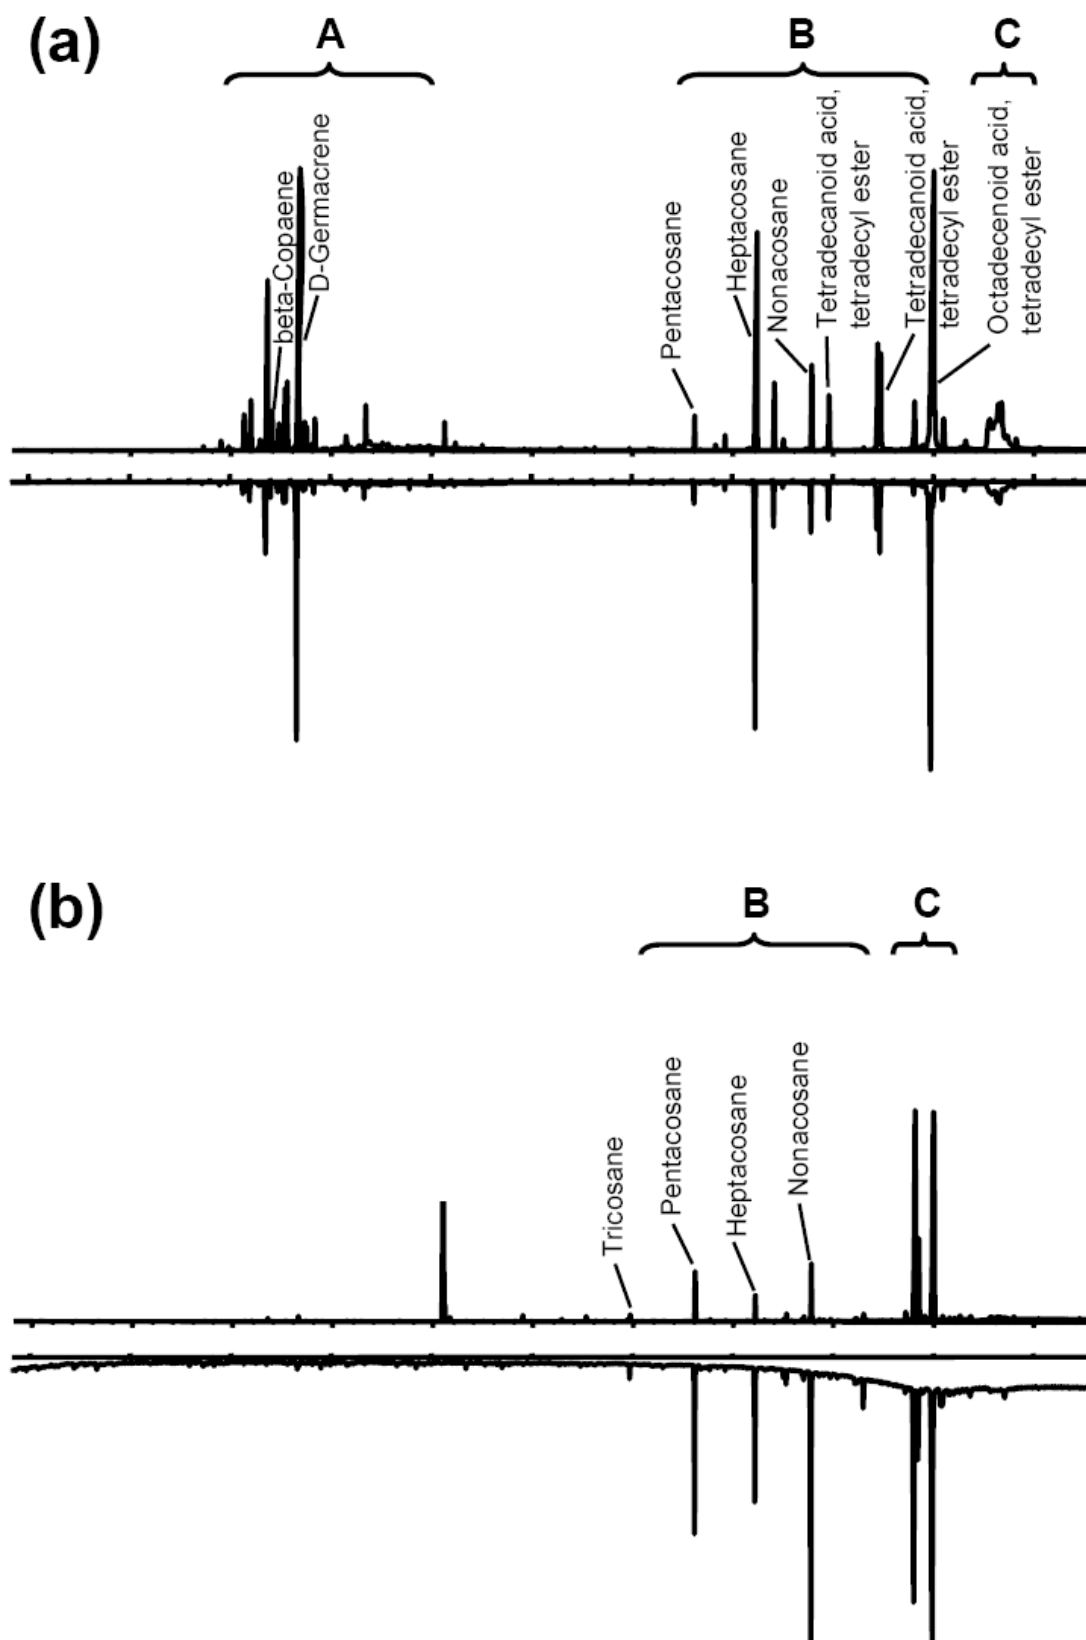 (a)
A
B
C
beta-Copaene
D-Germacrene
Pentacosane
Heptacosane
Nonacosane
Tetradecanoid acid,
tetradecyl ester
Tetradecanoid acid,
tetradecyl ester
Octadecenoid acid,
tetradecyl ester
(b)
B
C
Tricosane
Pentacosane
Heptacosane
Nonacosane